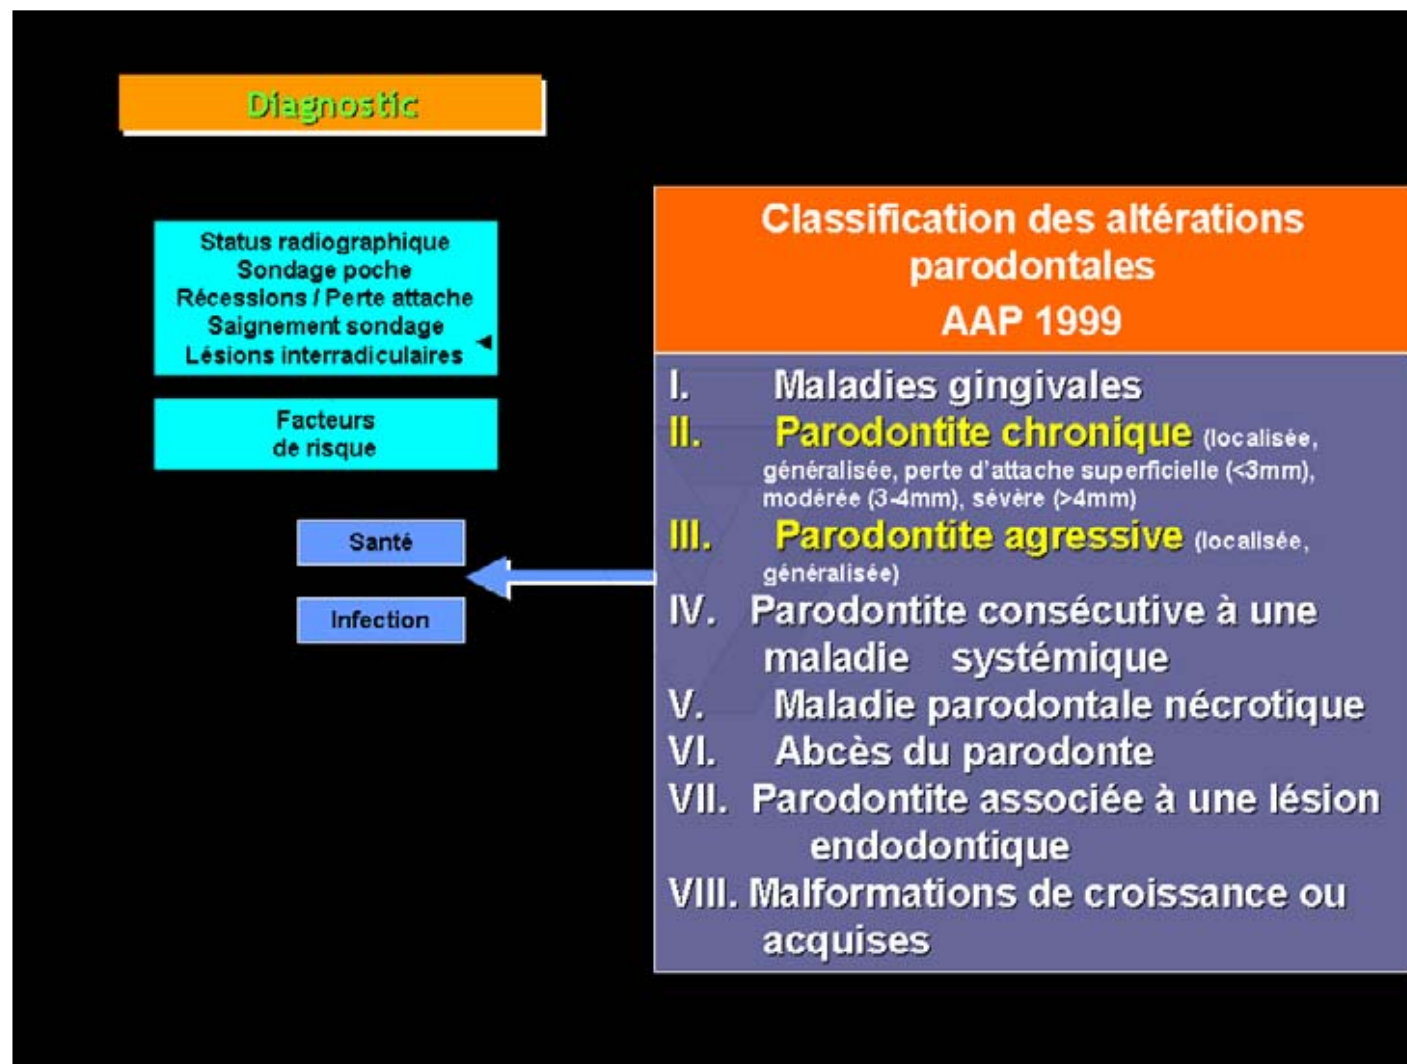 Diagnostic
Status radiographique
Sondage poche
Récessions / Perte attache
Saignement sondage
Lésions interradiculaires
Facteurs
de risque
Santé
Infection
Classification des altérations
parodontales
AAP 1999
I. Maladies gingivales
II. Parodontite chronique (localisée,
généralisée, perte d'attache superficielle (<3mm),
modérée (3-4mm), sévère (>4mm)
III. Parodontite agressive (localisée,
généralisée)
IV. Parodontite consécutive à une
maladie systémique
V. Maladie parodontale nécrotique
VI. Abcès du parodonte
VII. Parodontite associée à une lésion
endodontique
VIII. Malformations de croissance ou
acquises